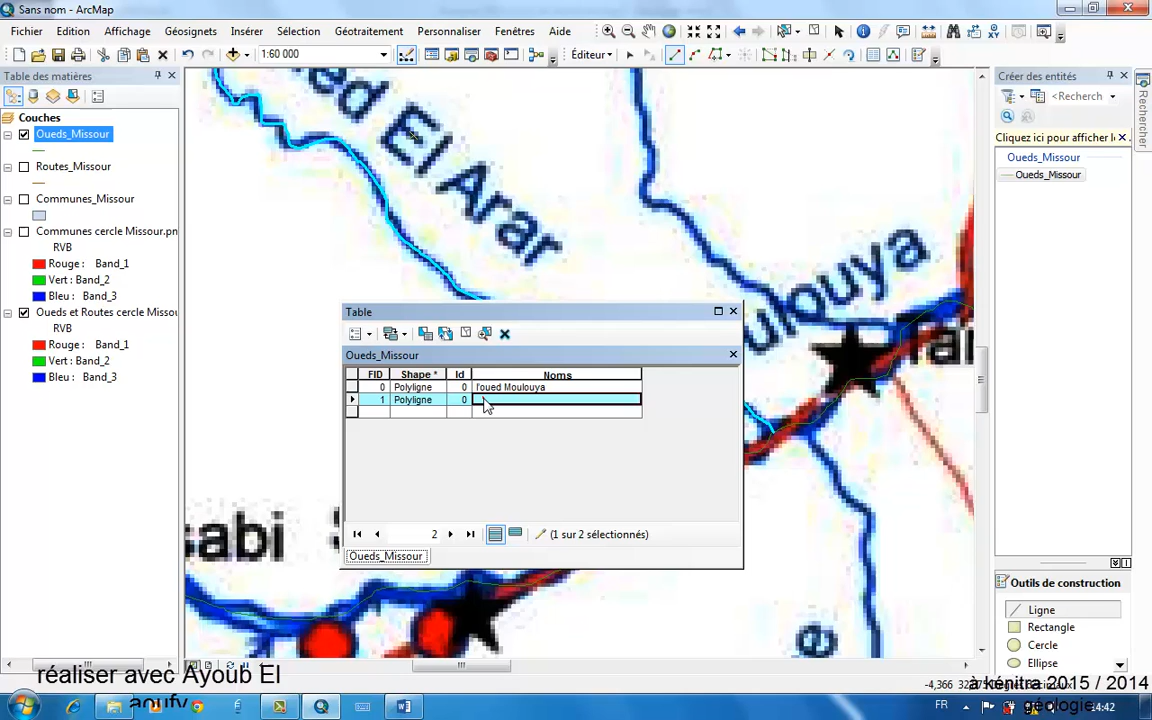 Sans nom - ArcMap
Fichier Edition Affichage Géosignets Insérer Sélection Géotraitement Personnaliser Fenêtres Aide
1:60 000
Éditeur
Table des matières
Créer des entités
<Recherch
Rechercher
Cliquez ici pour afficher l
Couches
Oueds_Missour
Routes_Missour
Communes_Missour
Communes cercle Missour.pn
RVB
Rouge : Band_1
Vert : Band_2
Bleu : Band_3
Oueds et Routes cercle Missou
RVB
Rouge : Band_1
Vert : Band_2
Bleu : Band_3
Oueds_Missour
Oueds_Missour
ed El Arar
ulouya
Table
Oueds_Missour
FID Shape * Id Noms
0 Polyligne 0 l'oued Moulouya
1 Polyligne 0
2
(1 sur 2 sélectionnés)
Oueds_Missour
sabi
Outils de construction
Ligne
Rectangle
Cercle
Ellipse
réaliser avec Ayoub El
à kénitra 2015 / 2014
géologie
FR
14:42